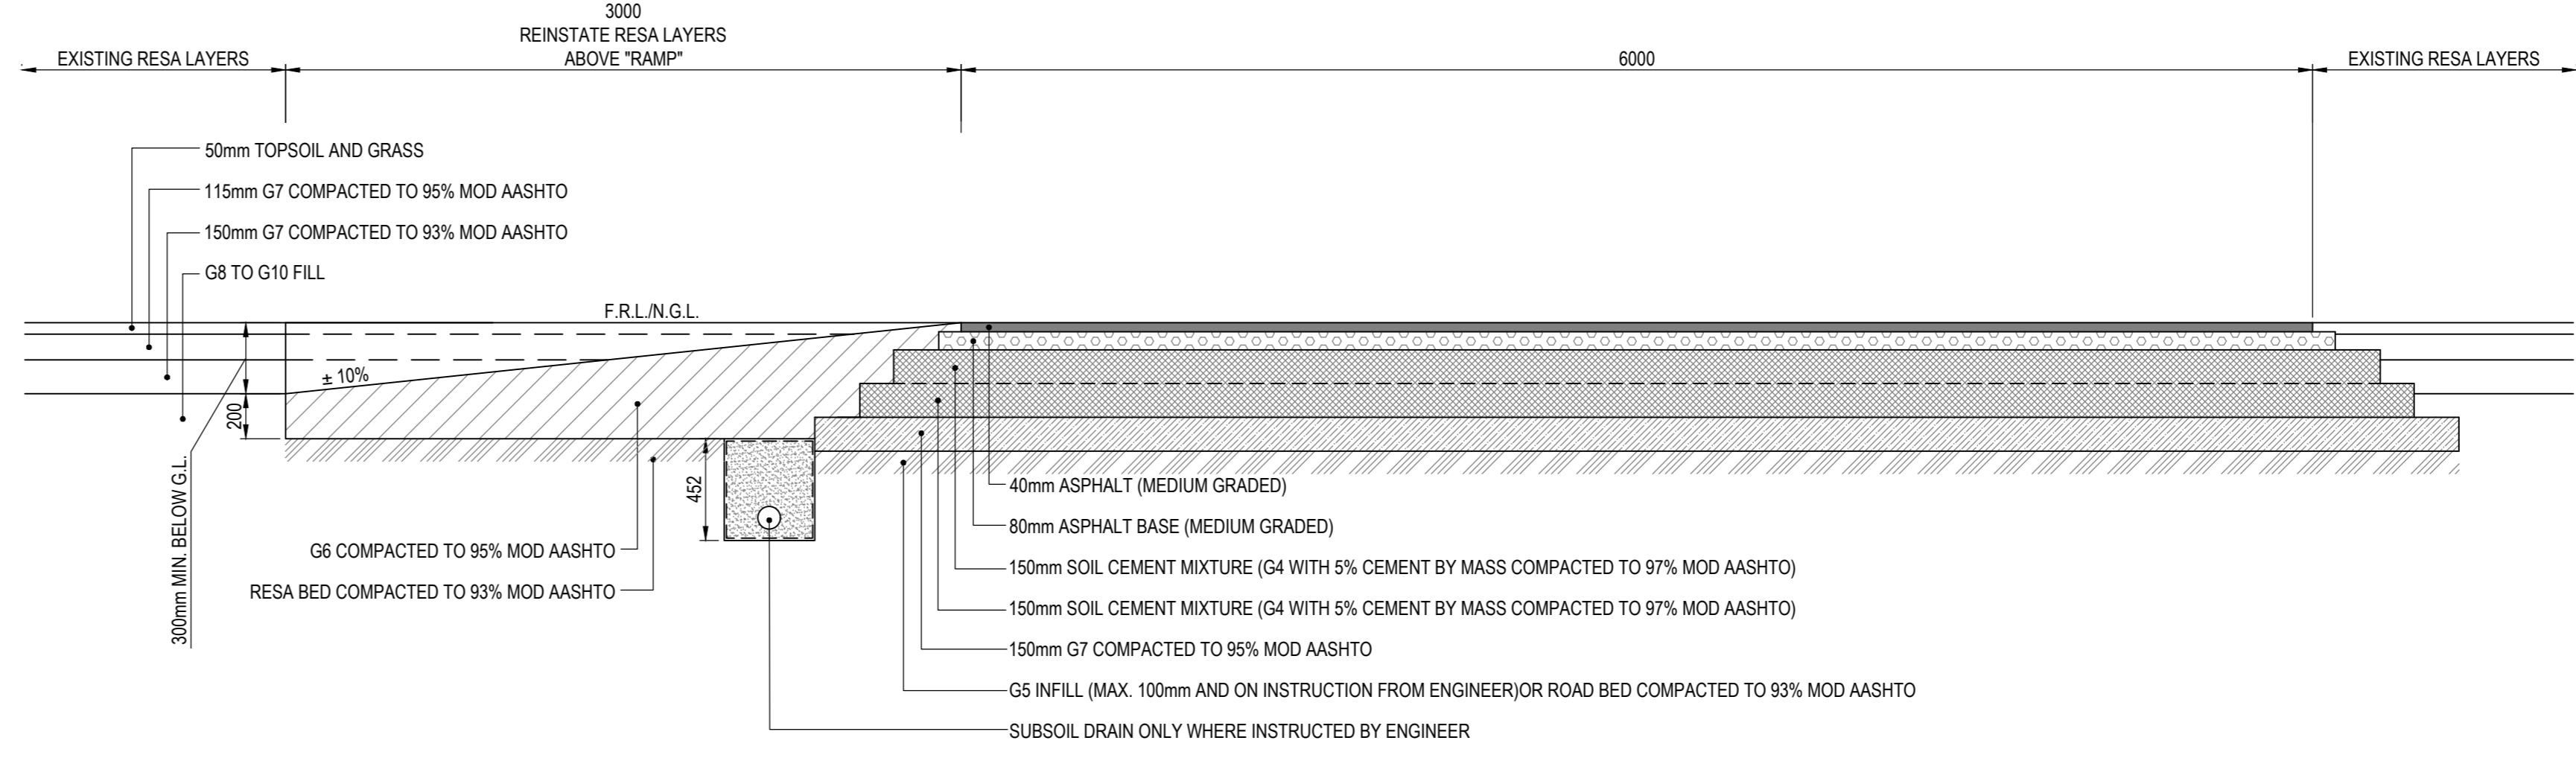 3000
REINSTATE RESA LAYERS
ABOVE "RAMP"
EXISTING RESA LAYERS
6000
EXISTING RESA LAYERS
50mm TOPSOIL AND GRASS
115mm G7 COMPACTED TO 95% MOD AASHTO
150mm G7 COMPACTED TO 93% MOD AASHTO
G8 TO G10 FILL
F.R.L./N.G.L.
± 10%
200
300mm MIN. BELOW G.L.
452
G6 COMPACTED TO 95% MOD AASHTO
RESA BED COMPACTED TO 93% MOD AASHTO
40mm ASPHALT (MEDIUM GRADED)
80mm ASPHALT BASE (MEDIUM GRADED)
150mm SOIL CEMENT MIXTURE (G4 WITH 5% CEMENT BY MASS COMPACTED TO 97% MOD AASHTO)
150mm SOIL CEMENT MIXTURE (G4 WITH 5% CEMENT BY MASS COMPACTED TO 97% MOD AASHTO)
150mm G7 COMPACTED TO 95% MOD AASHTO
G5 INFILL (MAX. 100mm AND ON INSTRUCTION FROM ENGINEER)OR ROAD BED COMPACTED TO 93% MOD AASHTO
SUBSOIL DRAIN ONLY WHERE INSTRUCTED BY ENGINEER